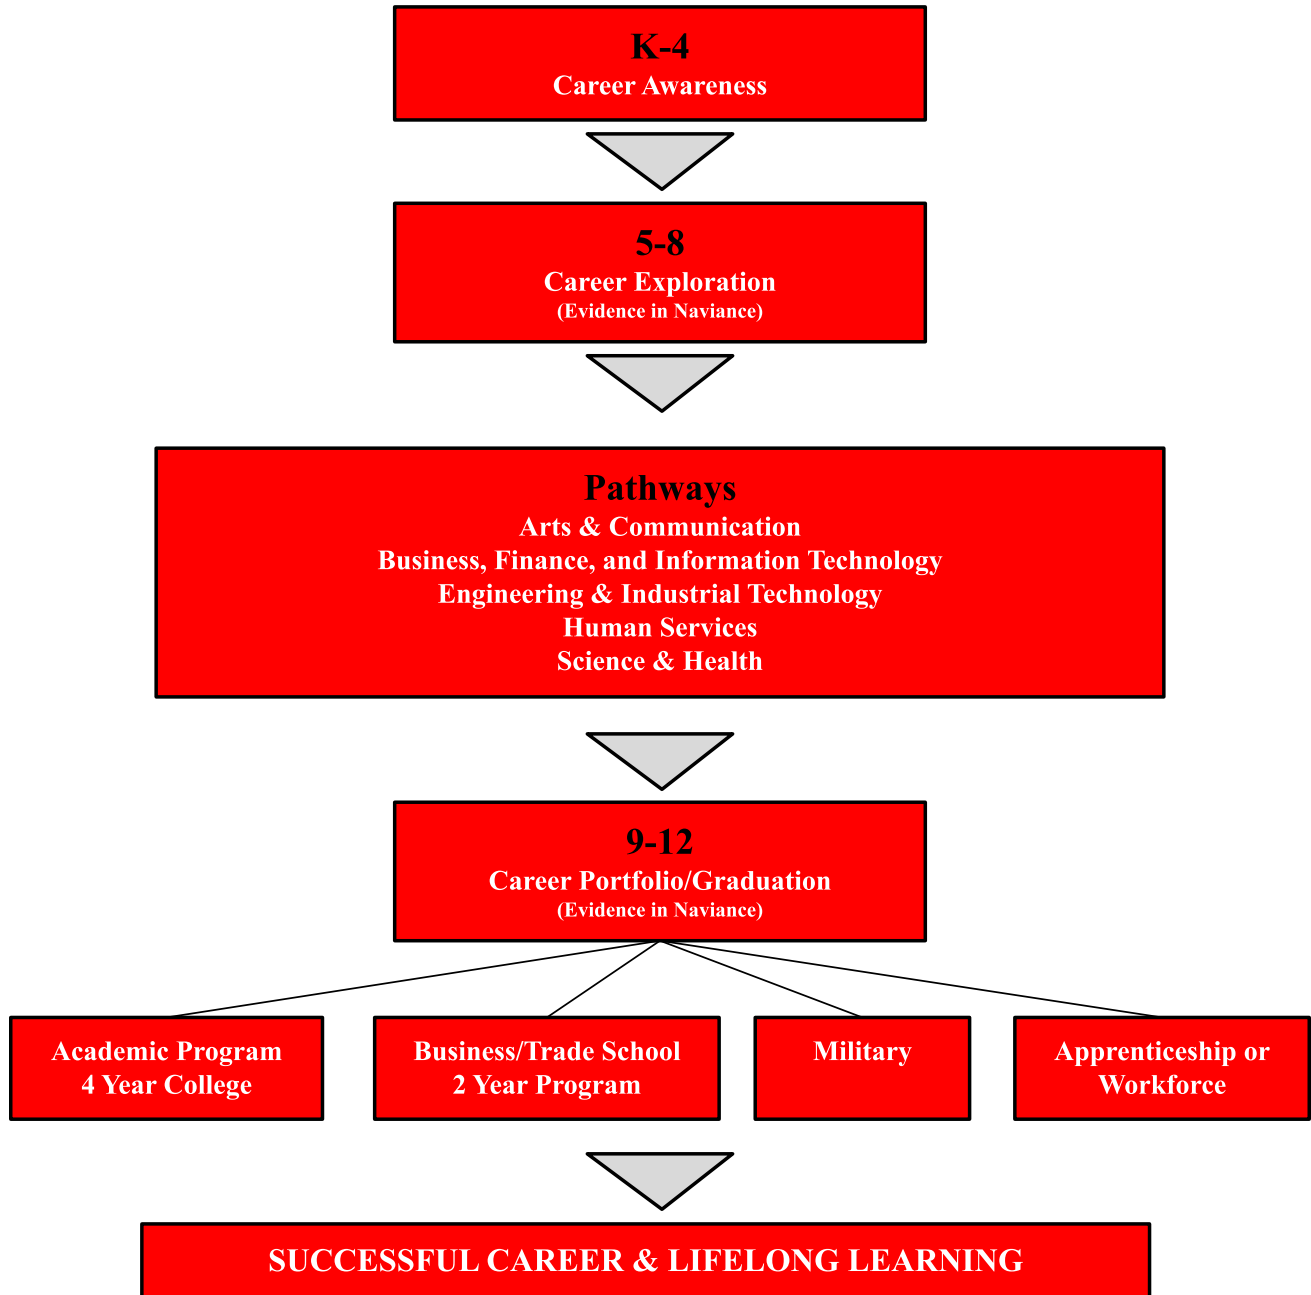 K-4
Career Awareness
5-8
Career Exploration
(Evidence in Naviance)
Pathways
Arts & Communication
Business, Finance, and Information Technology
Engineering & Industrial Technology
Human Services
Science & Health
9-12
Career Portfolio/Graduation
(Evidence in Naviance)
Academic Program
4 Year College
Business/Trade School
2 Year Program
Military
Apprenticeship or
Workforce
SUCCESSFUL CAREER & LIFELONG LEARNING